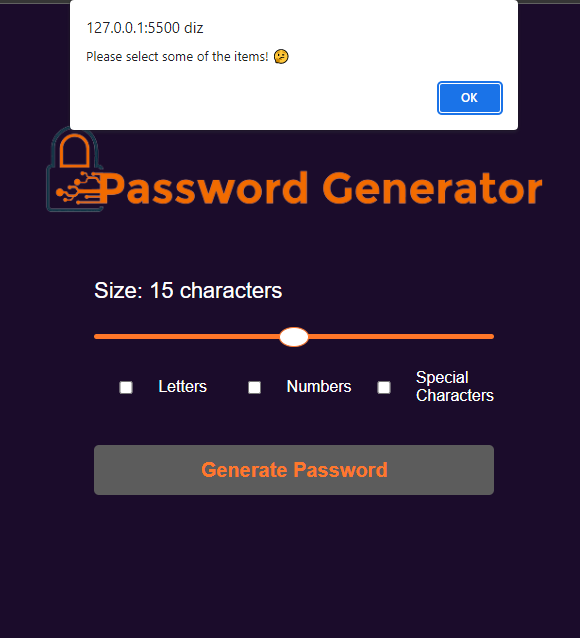 127.0.0.1:5500 diz
Please select some of the items! 🤔
OK
Password Generator
Size: 15 characters
Letters
Numbers
Special
Characters
Generate Password